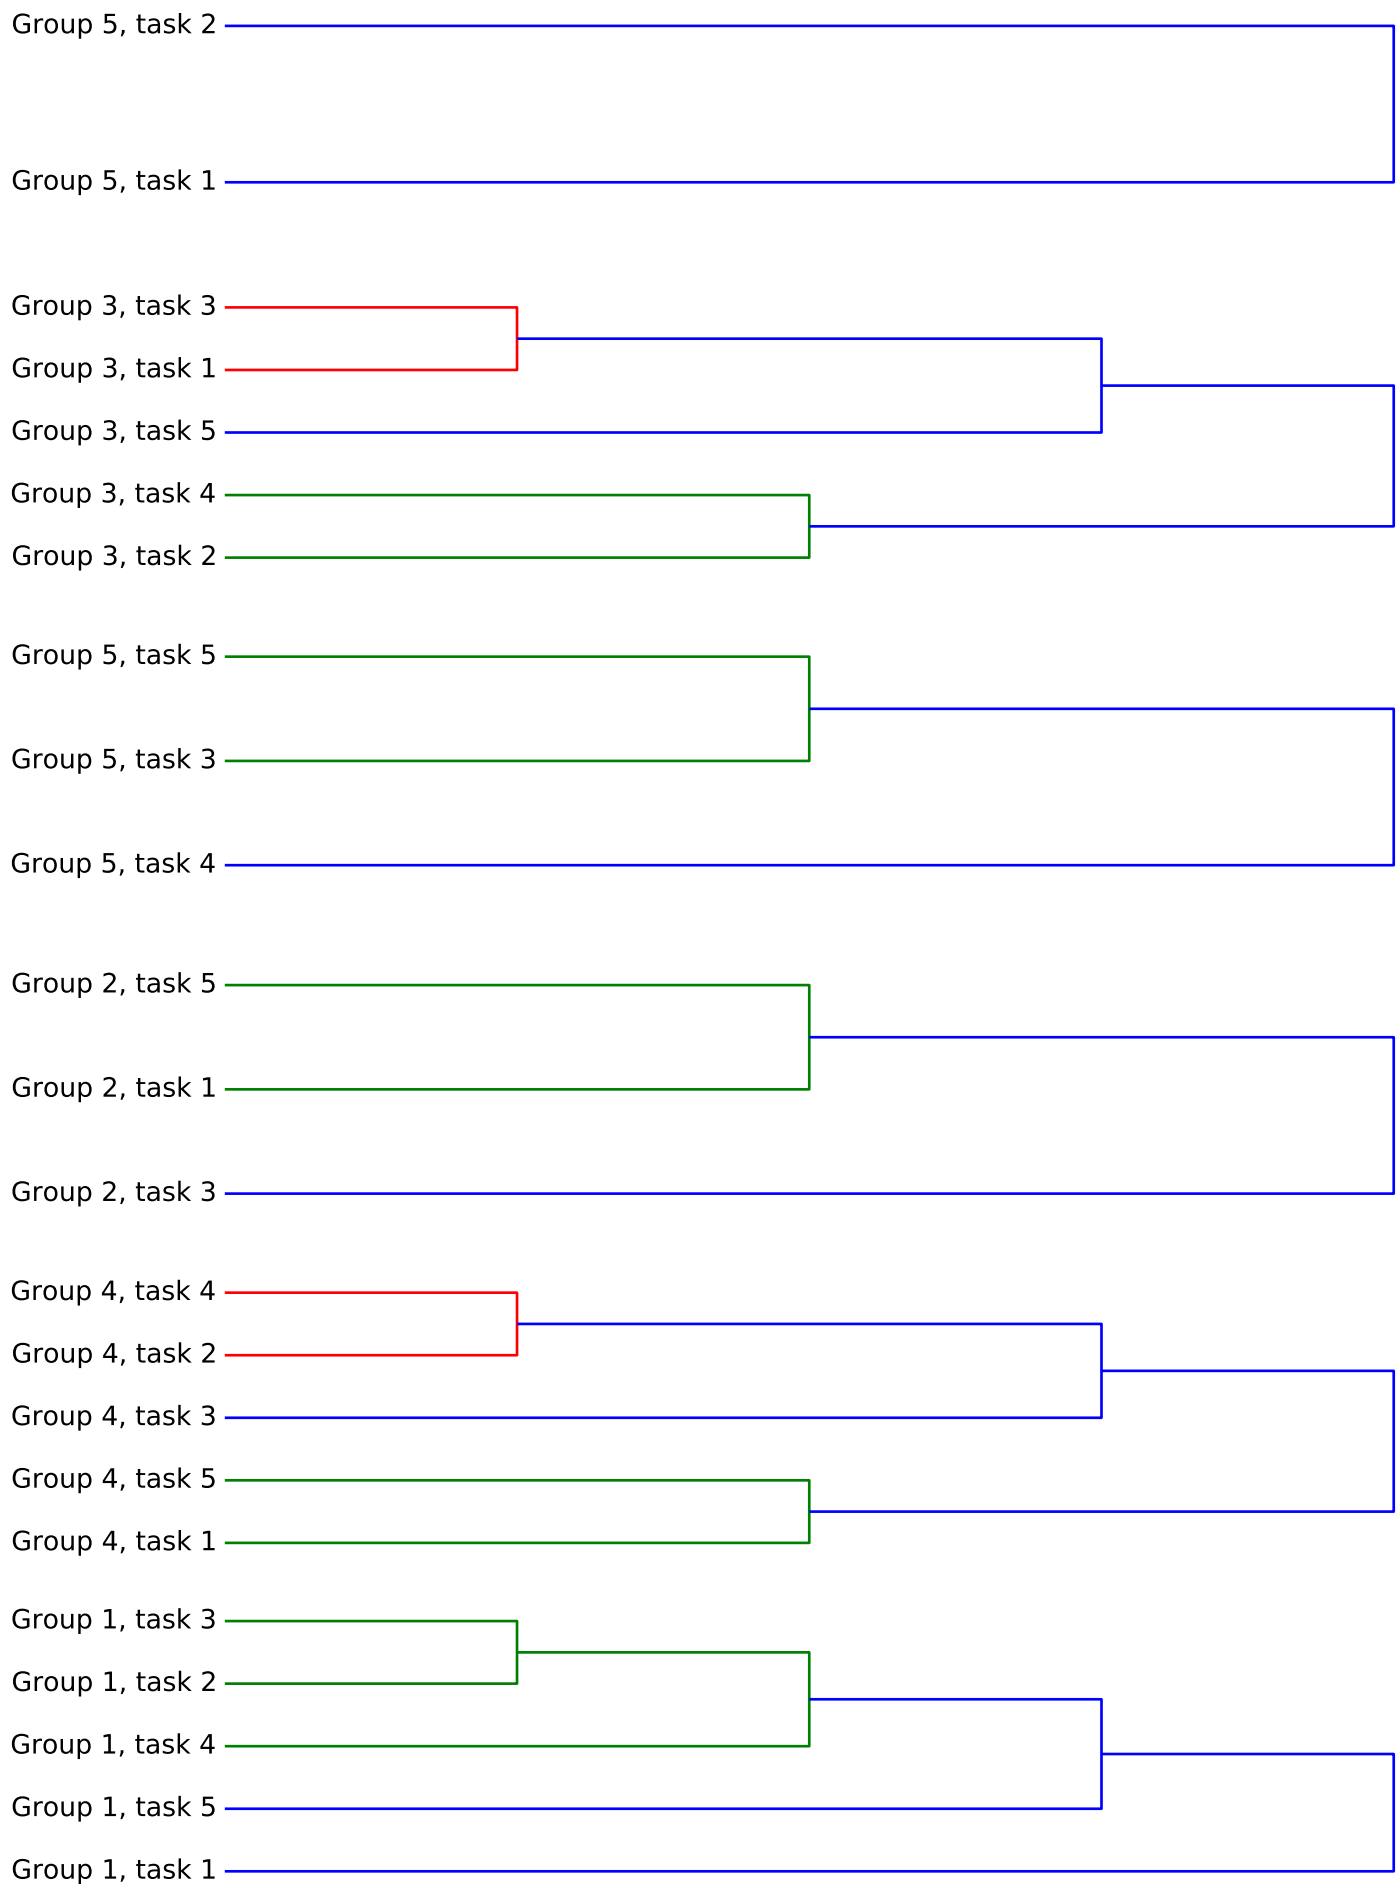 Group 5, task 2
Group 5, task 1
Group 3, task 3
Group 3, task 1
Group 3, task 5
Group 3, task 4
Group 3, task 2
Group 5, task 5
Group 5, task 3
Group 5, task 4
Group 2, task 5
Group 2, task 1
Group 2, task 3
Group 4, task 4
Group 4, task 2
Group 4, task 3
Group 4, task 5
Group 4, task 1
Group 1, task 3
Group 1, task 2
Group 1, task 4
Group 1, task 5
Group 1, task 1